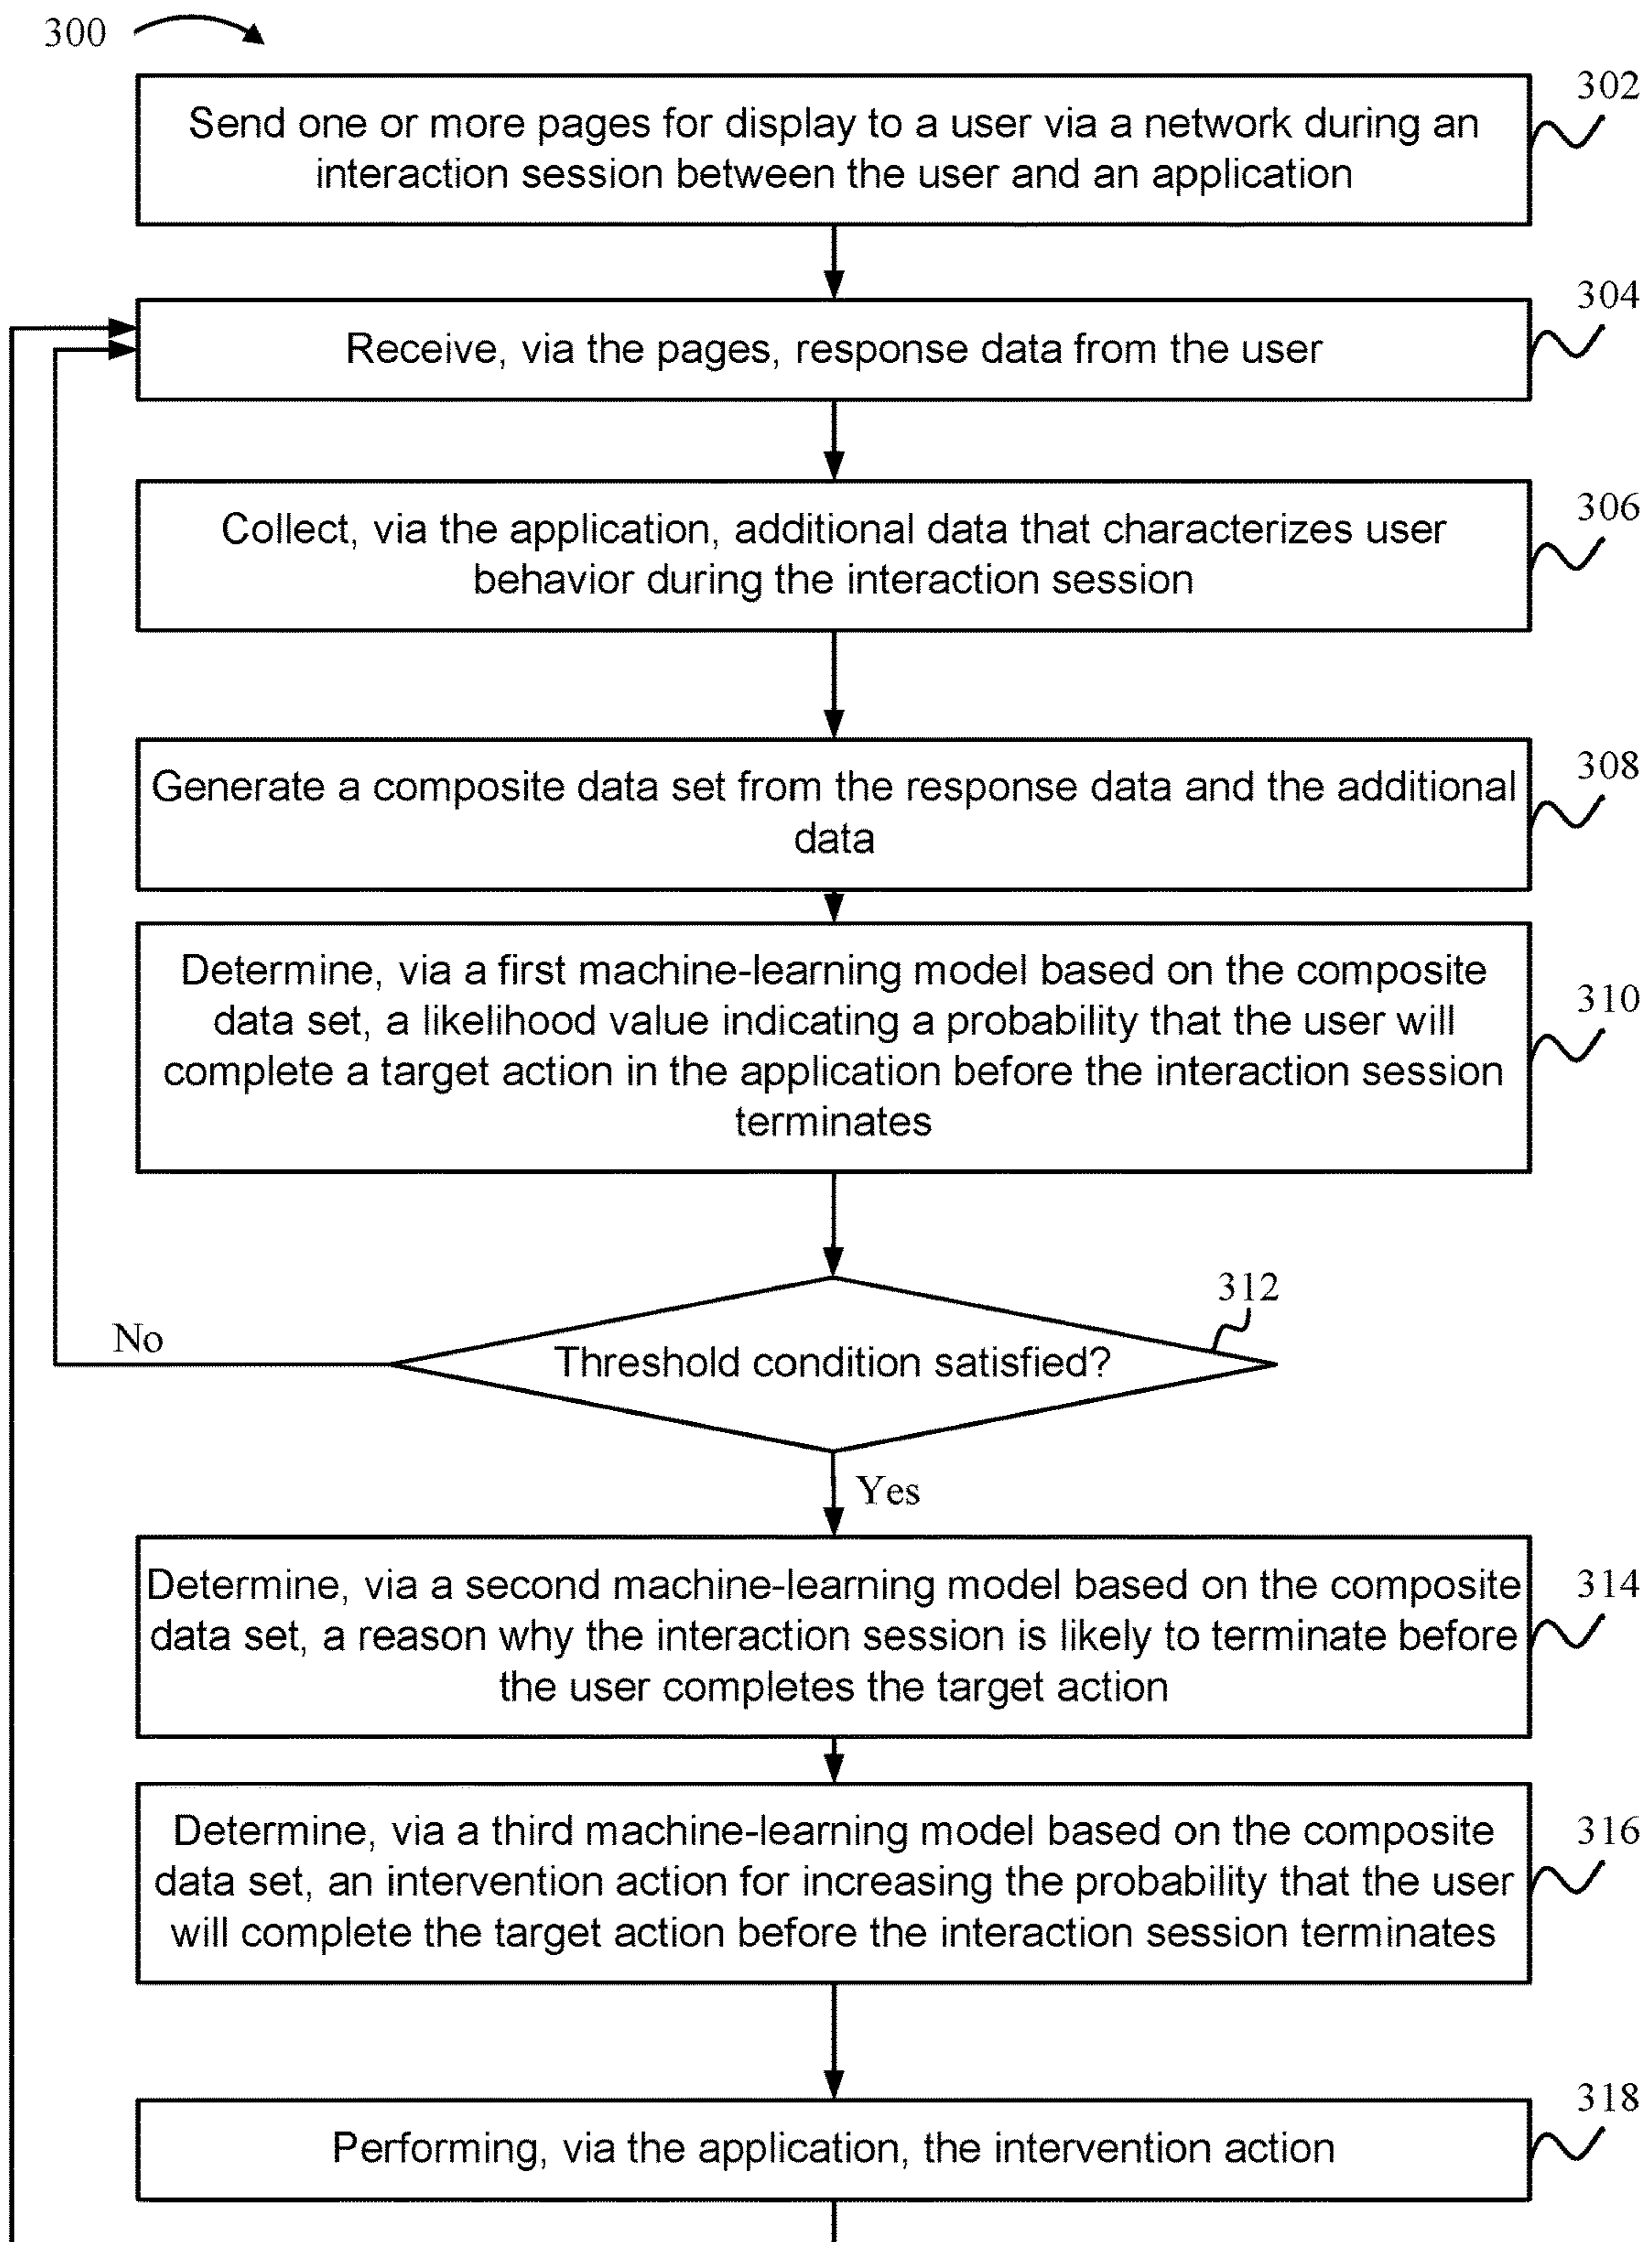 300
302
Send one or more pages for display to a user via a network during an
interaction session between the user and an application
304
Receive, via the pages, response data from the user
306
Collect, via the application, additional data that characterizes user
behavior during the interaction session
308
Generate a composite data set from the response data and the additional
data
310
Determine, via a first machine-learning model based on the composite
data set, a likelihood value indicating a probability that the user will
complete a target action in the application before the interaction session
terminates
312
Threshold condition satisfied?
No
Yes
314
Determine, via a second machine-learning model based on the composite
data set, a reason why the interaction session is likely to terminate before
the user completes the target action
316
Determine, via a third machine-learning model based on the composite
data set, an intervention action for increasing the probability that the user
will complete the target action before the interaction session terminates
318
Performing, via the application, the intervention action